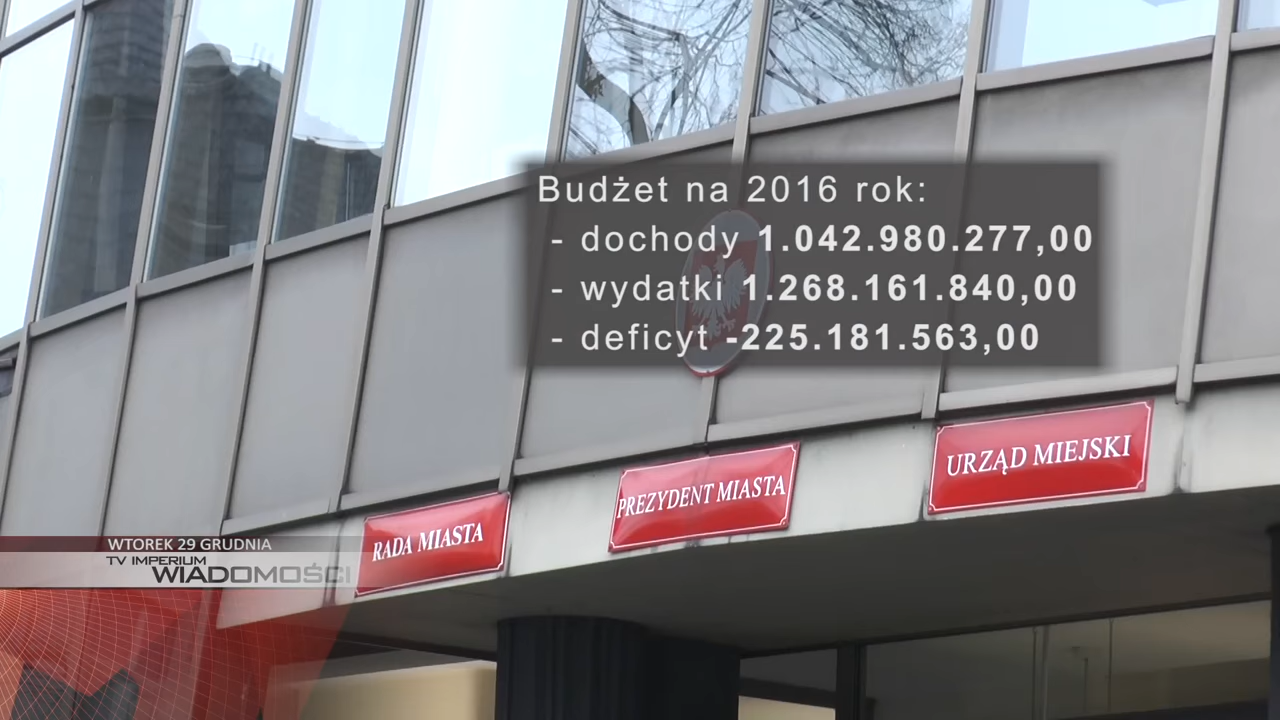 Budżet na 2016 rok:
- dochody 1.042.980.277,00
- wydatki 1.268.161.840,00
- deficyt -225.181.563,00
RADA MIASTA
PREZYDENT MIASTA
URZĄD MIEJSKI
WTOREK 29 GRUDNIA
TV IMPERIUM
WIADOMOŚCI